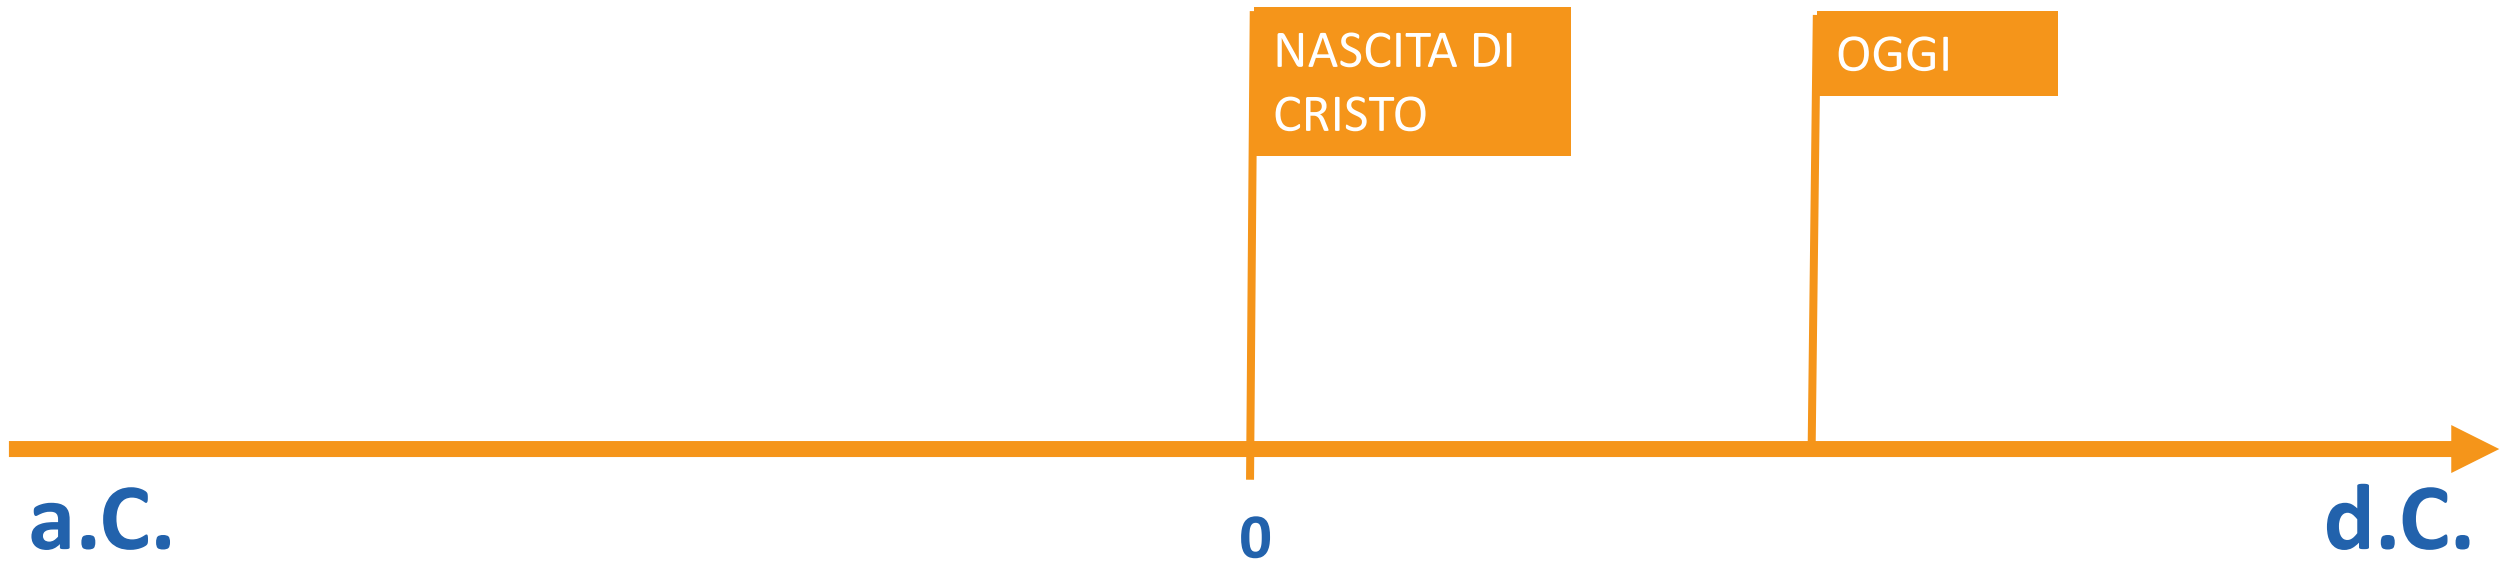 NASCITA DI
CRISTO
OGGI
a.C.
0
d.C.